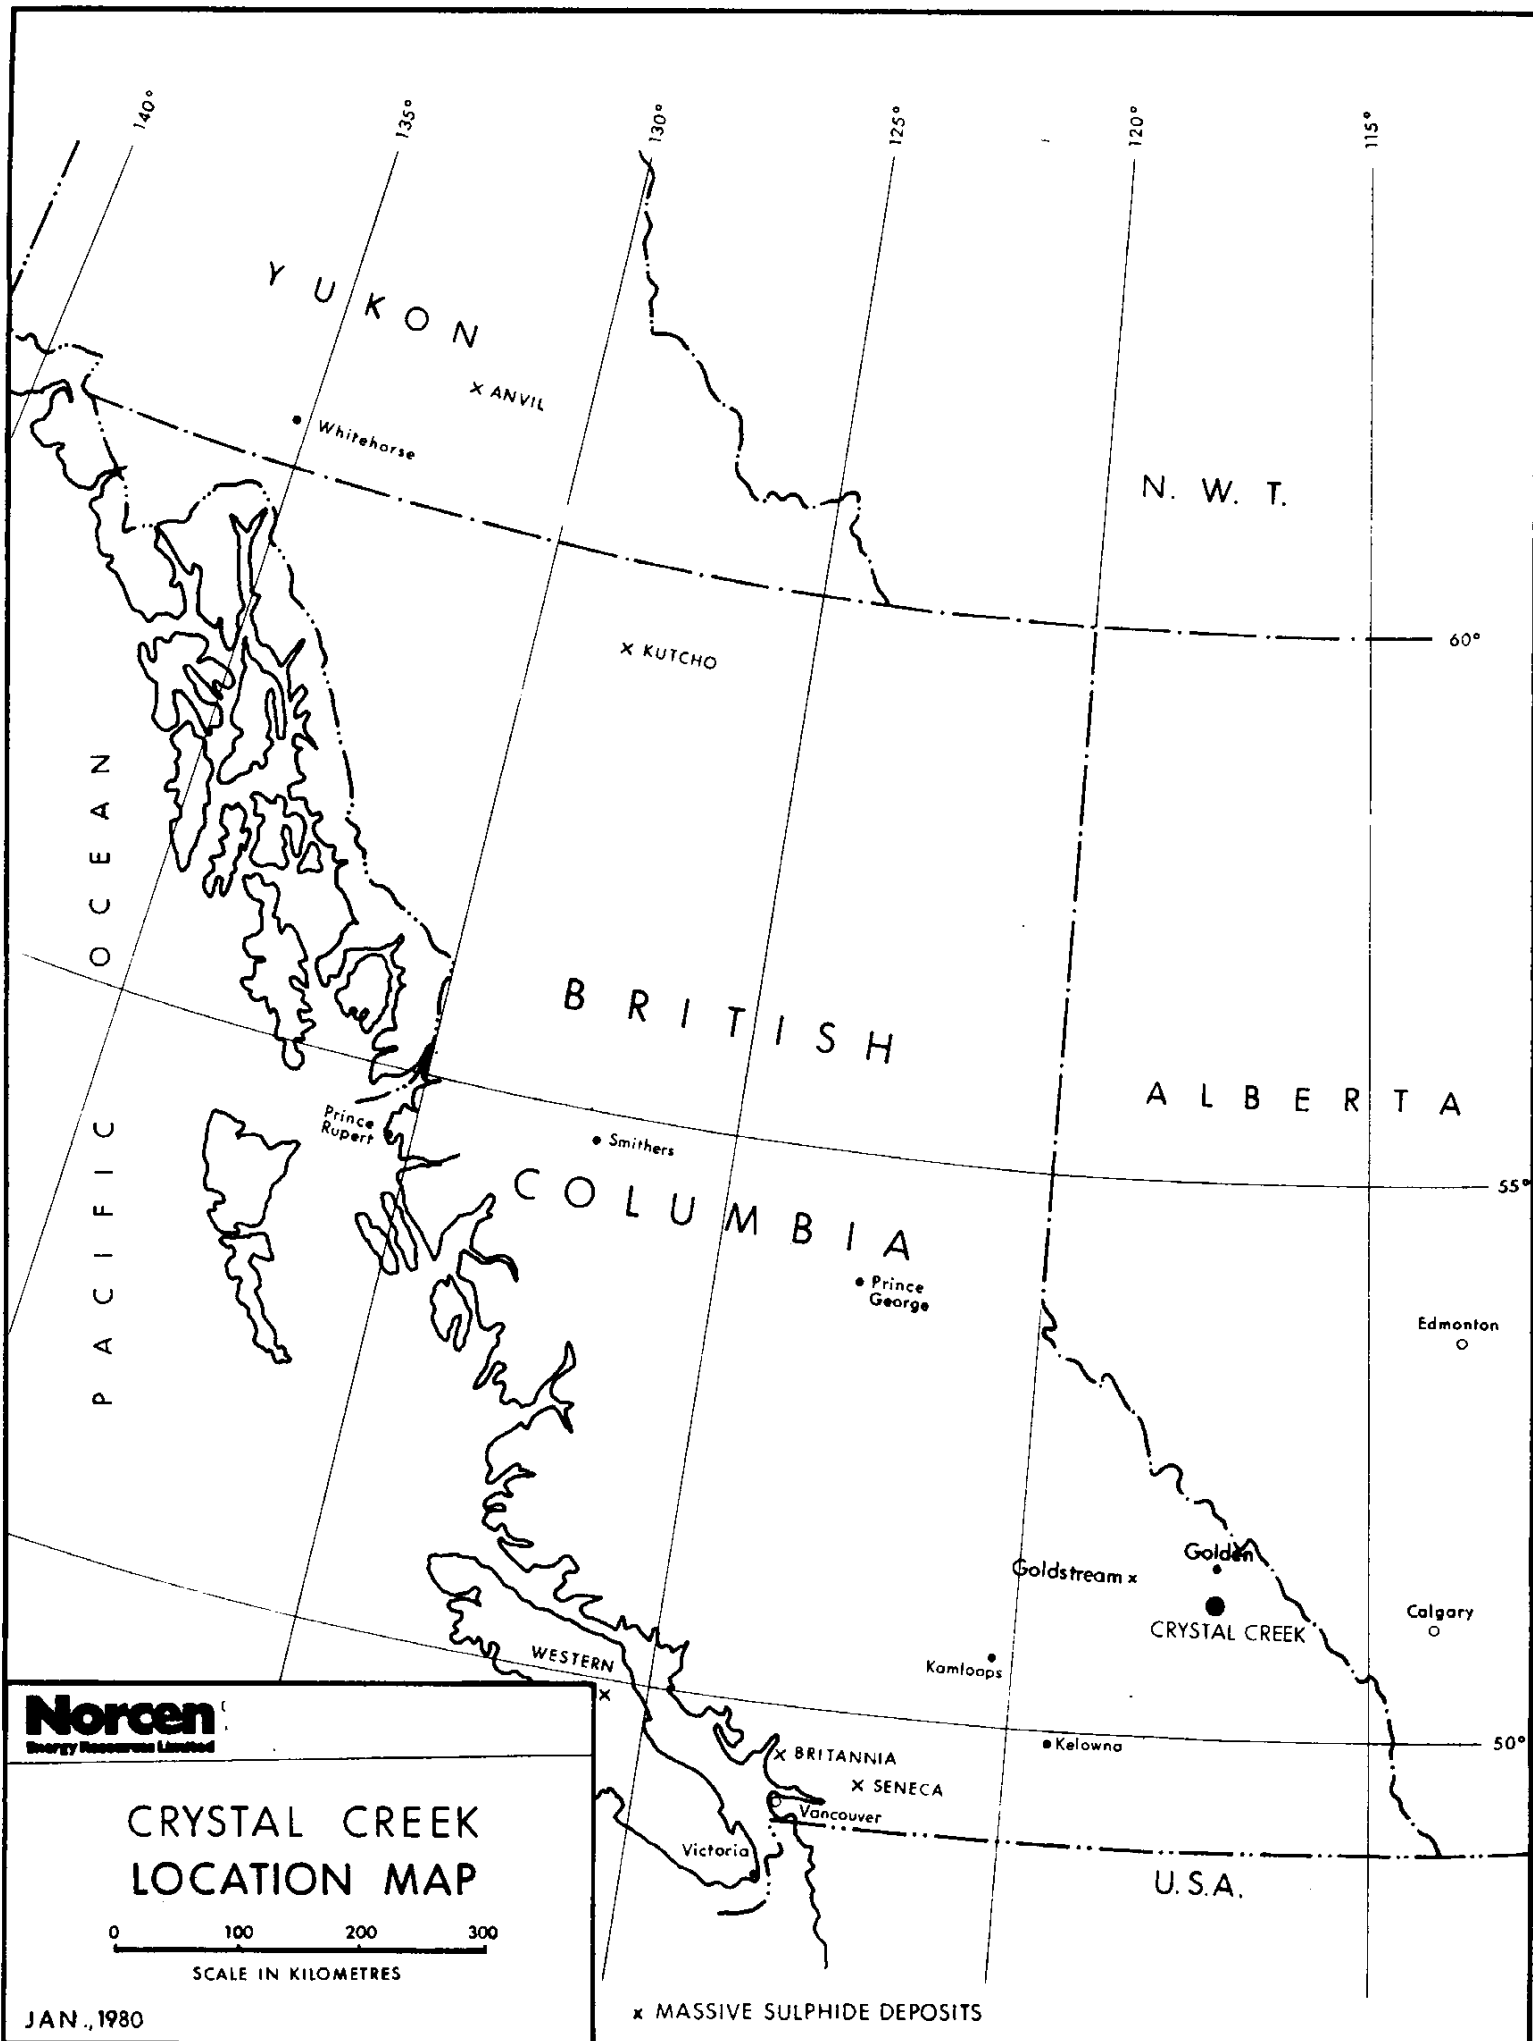 140°
135°
130°
125°
120°
115°
YUKON
x ANVIL
Whitehorse
N. W. T.
60°
x KUTCHO
PACIFIC OCEAN
BRITISH
COLUMBIA
ALBERTA
Prince
Rupert
Smithers
55°
Prince
George
Edmonton
Golden
Goldstream x
CRYSTAL CREEK
Calgary
Kamloops
WESTERN
x
50°
Kelowna
x BRITANNIA
x SENECA
Vancouver
Victoria
U.S.A.
Norcen
Energy Resources Limited
CRYSTAL CREEK
LOCATION MAP
0 100 200 300
SCALE IN KILOMETRES
JAN., 1980
x MASSIVE SULPHIDE DEPOSITS